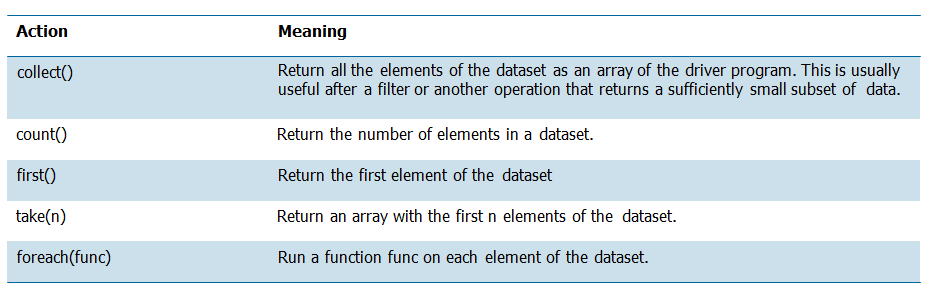 Action Meaning
collect() Return all the elements of the dataset as an array of the driver program. This is usually
useful after a filter or another operation that returns a sufficiently small subset of data.
count() Return the number of elements in a dataset.
first() Return the first element of the dataset
take(n) Return an array with the first n elements of the dataset.
foreach(func) Run a function func on each element of the dataset.